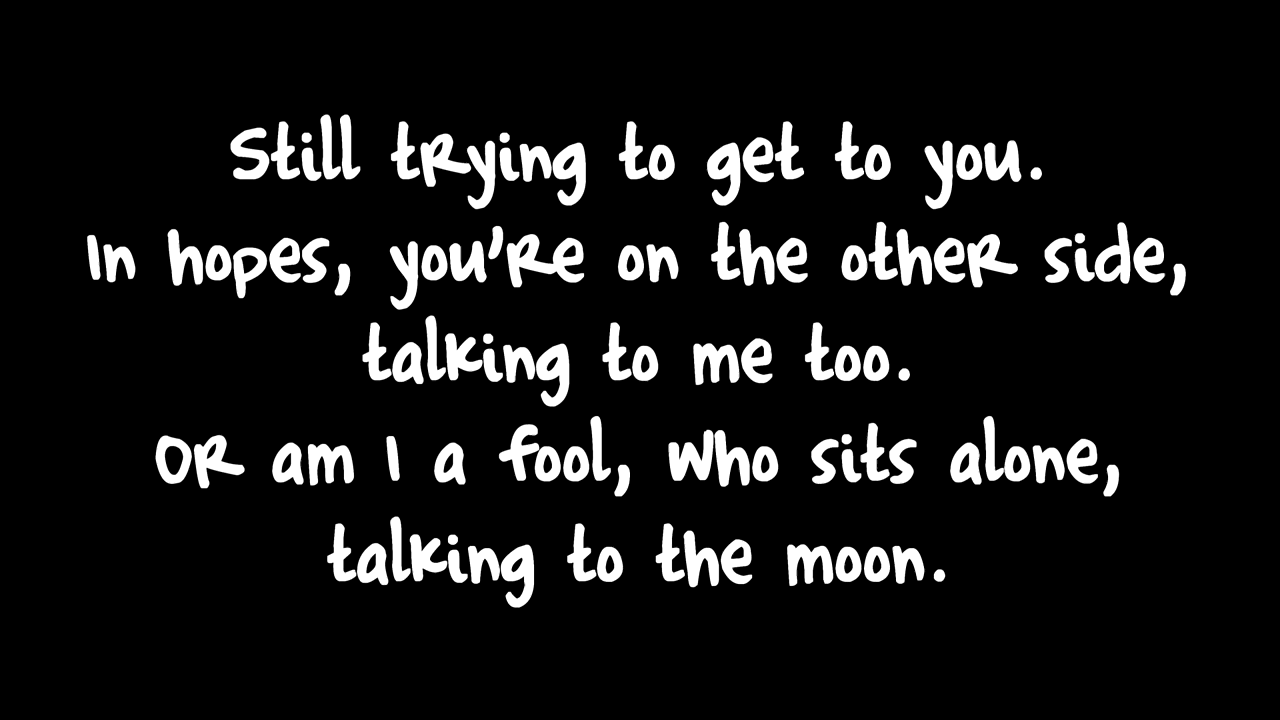 Still trying to get to you.
In hopes, you're on the other side,
talking to me too.
Or am I a fool, who sits alone,
talking to the moon.